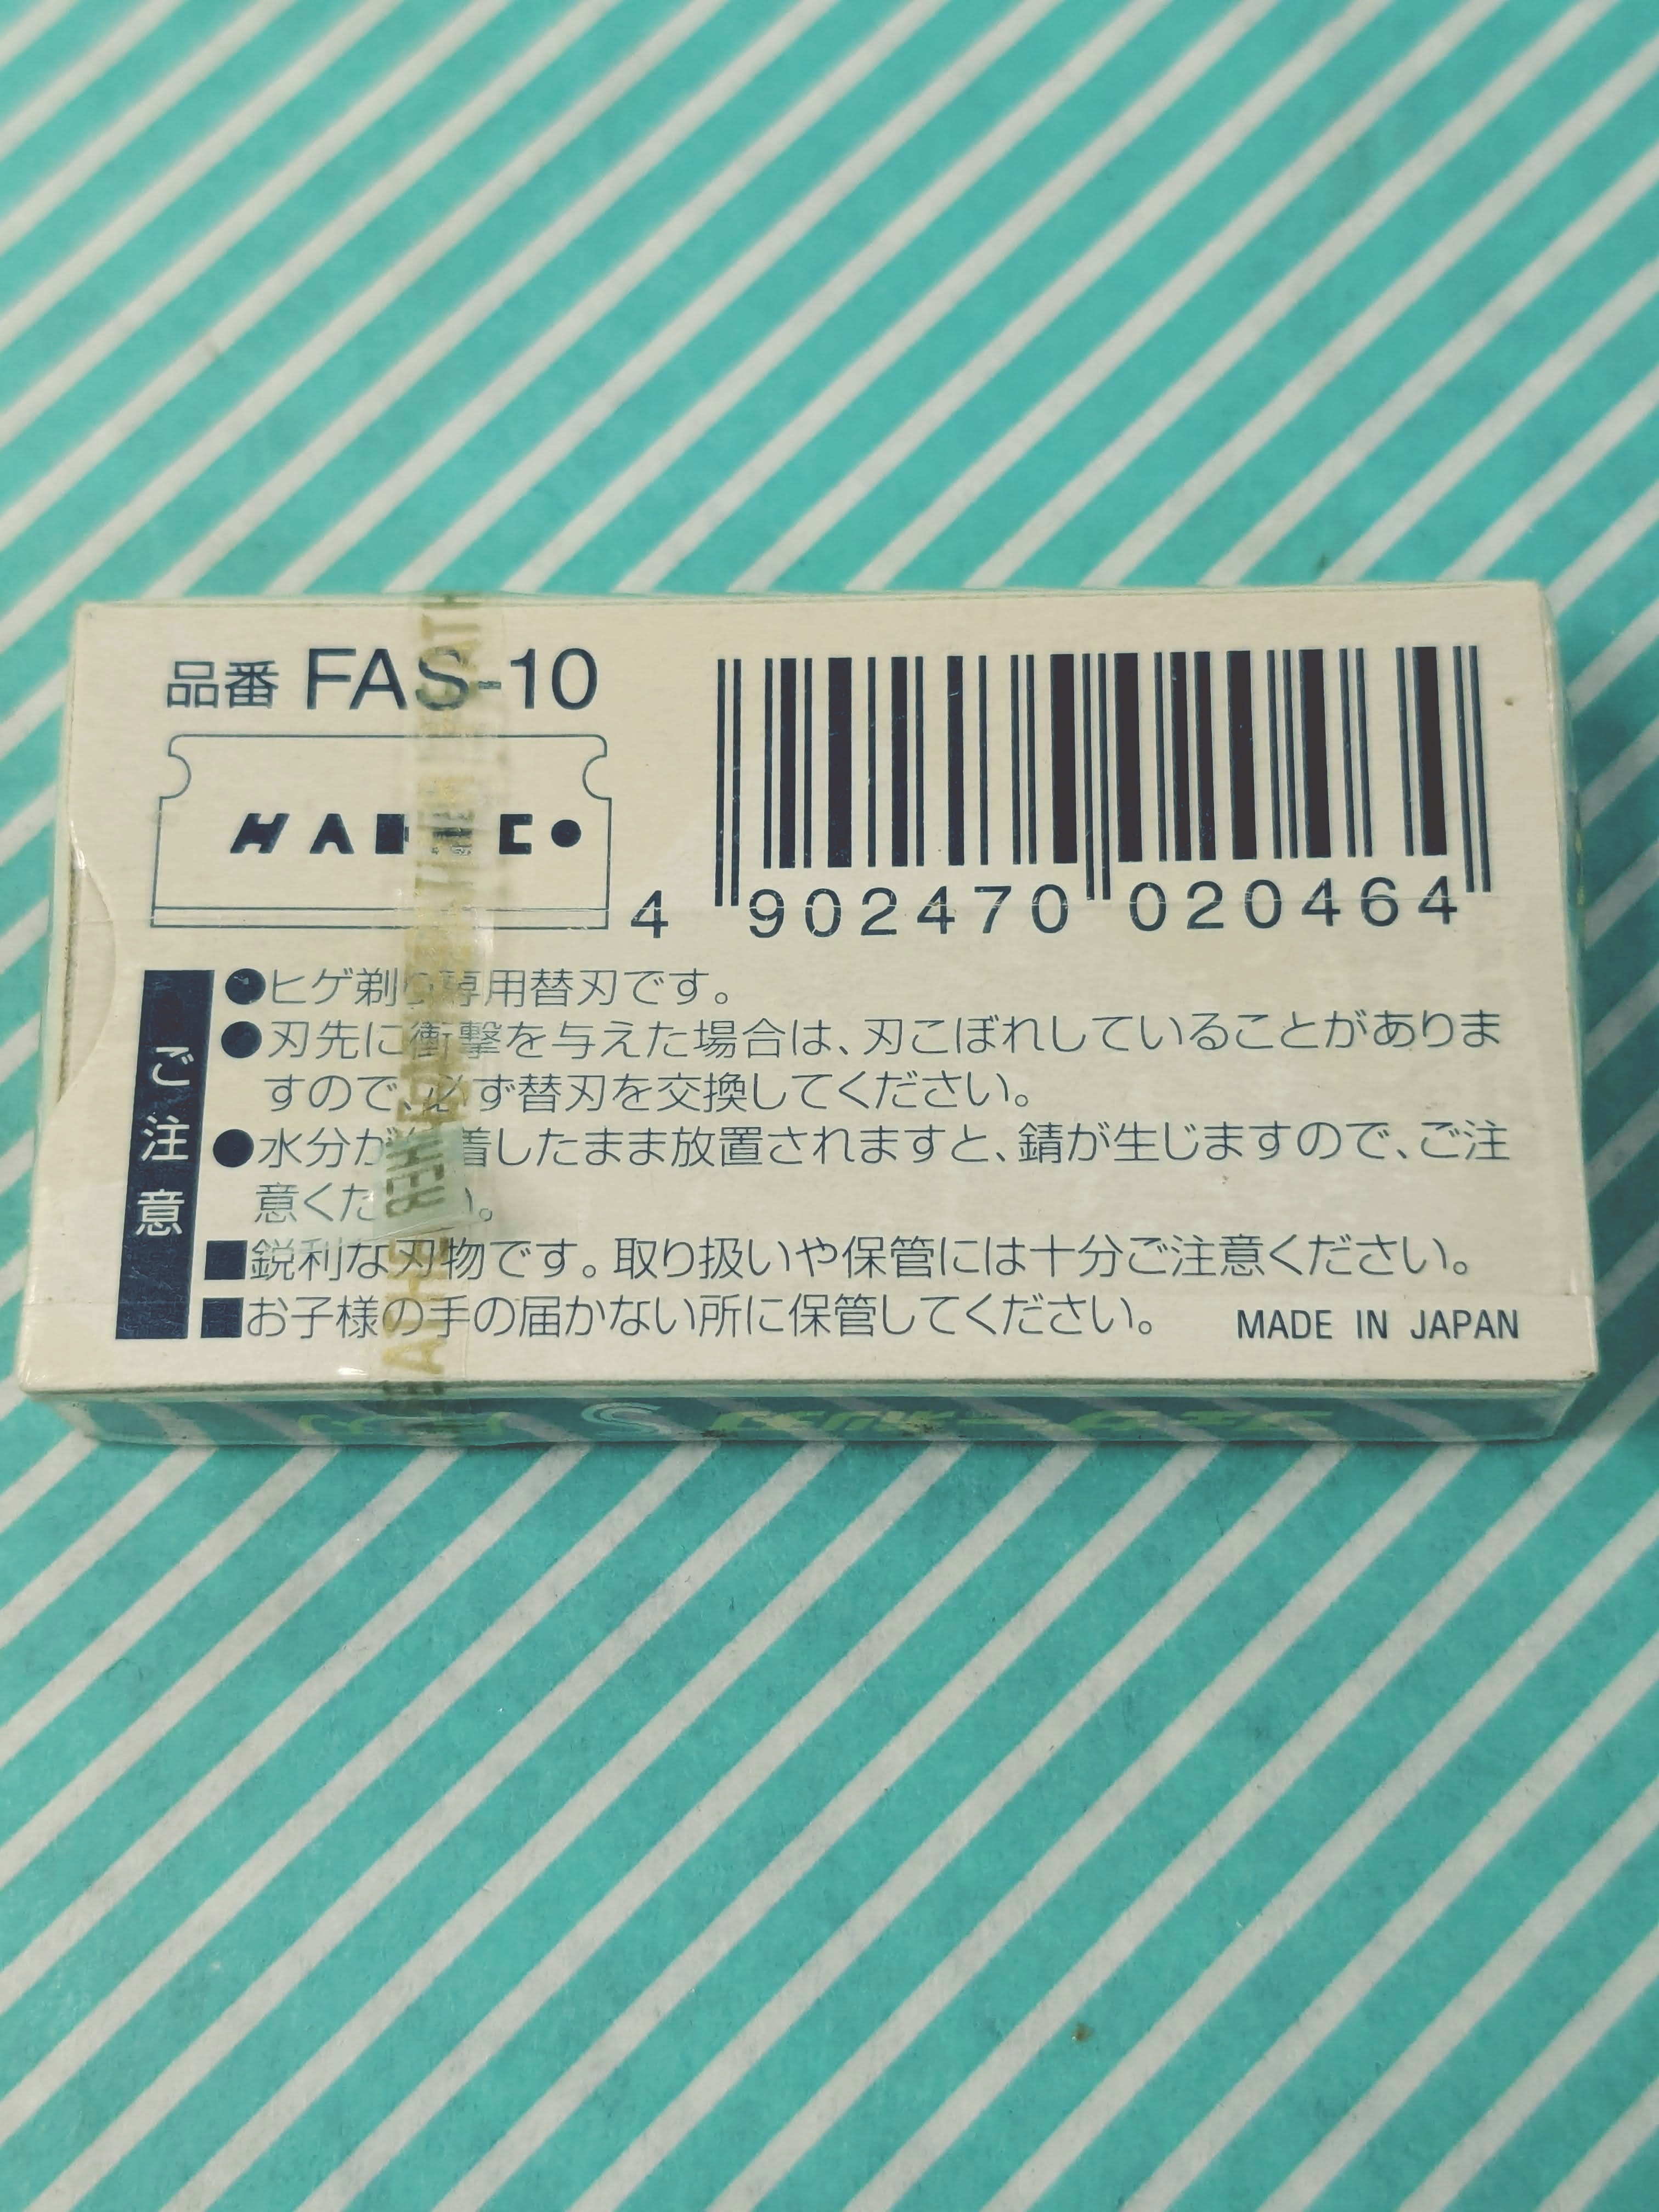 品番 FAS-10
4 902470 020464
ご注意
●ヒゲ剃り専用替刃です。
●刃先に衝撃を与えた場合は、刃こぼれしていることがありま
すので、必ず替刃を交換してください。
●水分が付着したまま放置されますと、錆が生じますので、ご注
意ください。
■鋭利な刃物です。取り扱いや保管には十分ご注意ください。
■お子様の手の届かない所に保管してください。
MADE IN JAPAN